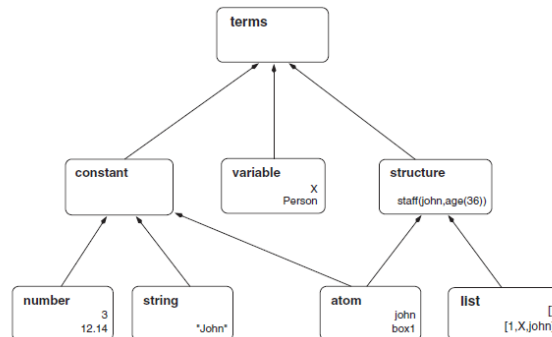 terms
constant
variable
X
Person
structure
staff(john,age(36))
number
3
12.14
string
"John"
atom
john
box1
list
[
[1,X,john]